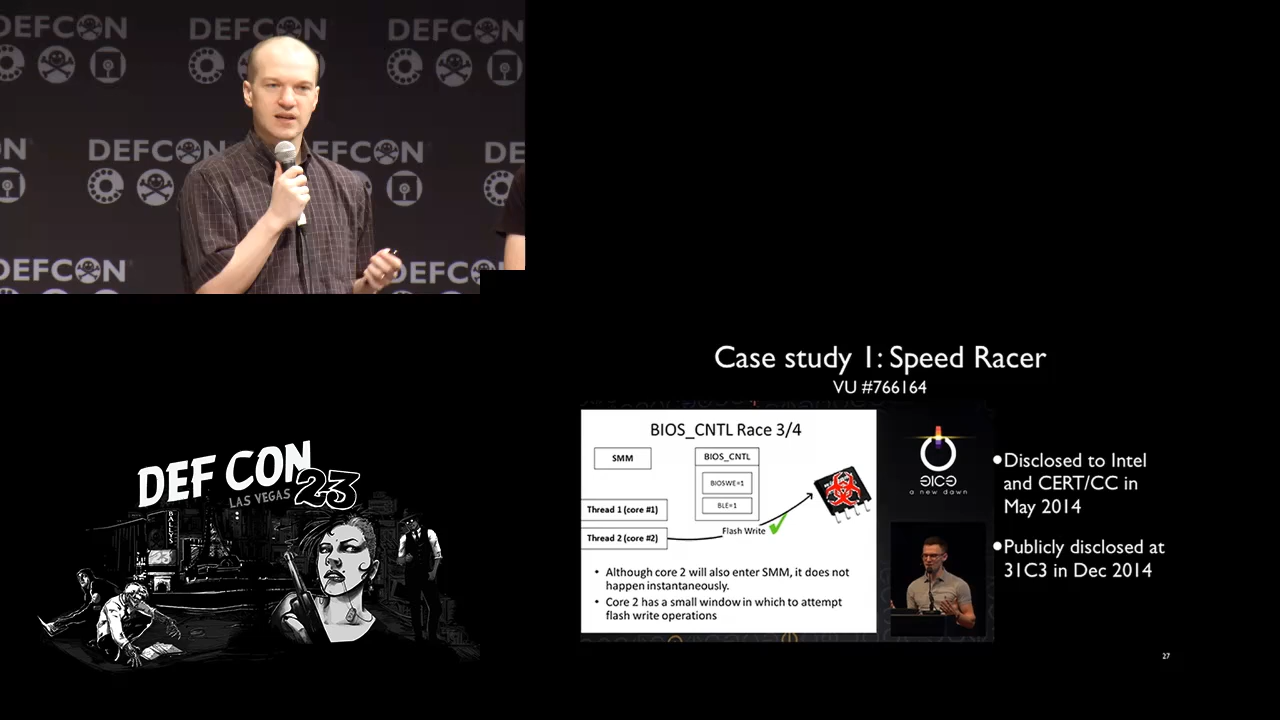 DEFCON
DEFCON
DEFCON
DEFCON
DEFCON
DE
DEFCON
DEFCON
DEF CON
LAS VEGAS 23
BALLY'S
Case study 1: Speed Racer
VU #766164
BIOS_CNTL Race 3/4
SMM
BIOS_CNTL
BIOSWE=1
BLE=1
Thread 1 (core #1)
Thread 2 (core #2)
Flash Write
• Although core 2 will also enter SMM, it does not
happen instantaneously.
• Core 2 has a small window in which to attempt
flash write operations
a new dawn
•Disclosed to Intel
and CERT/CC in
May 2014
•Publicly disclosed at
31C3 in Dec 2014
27